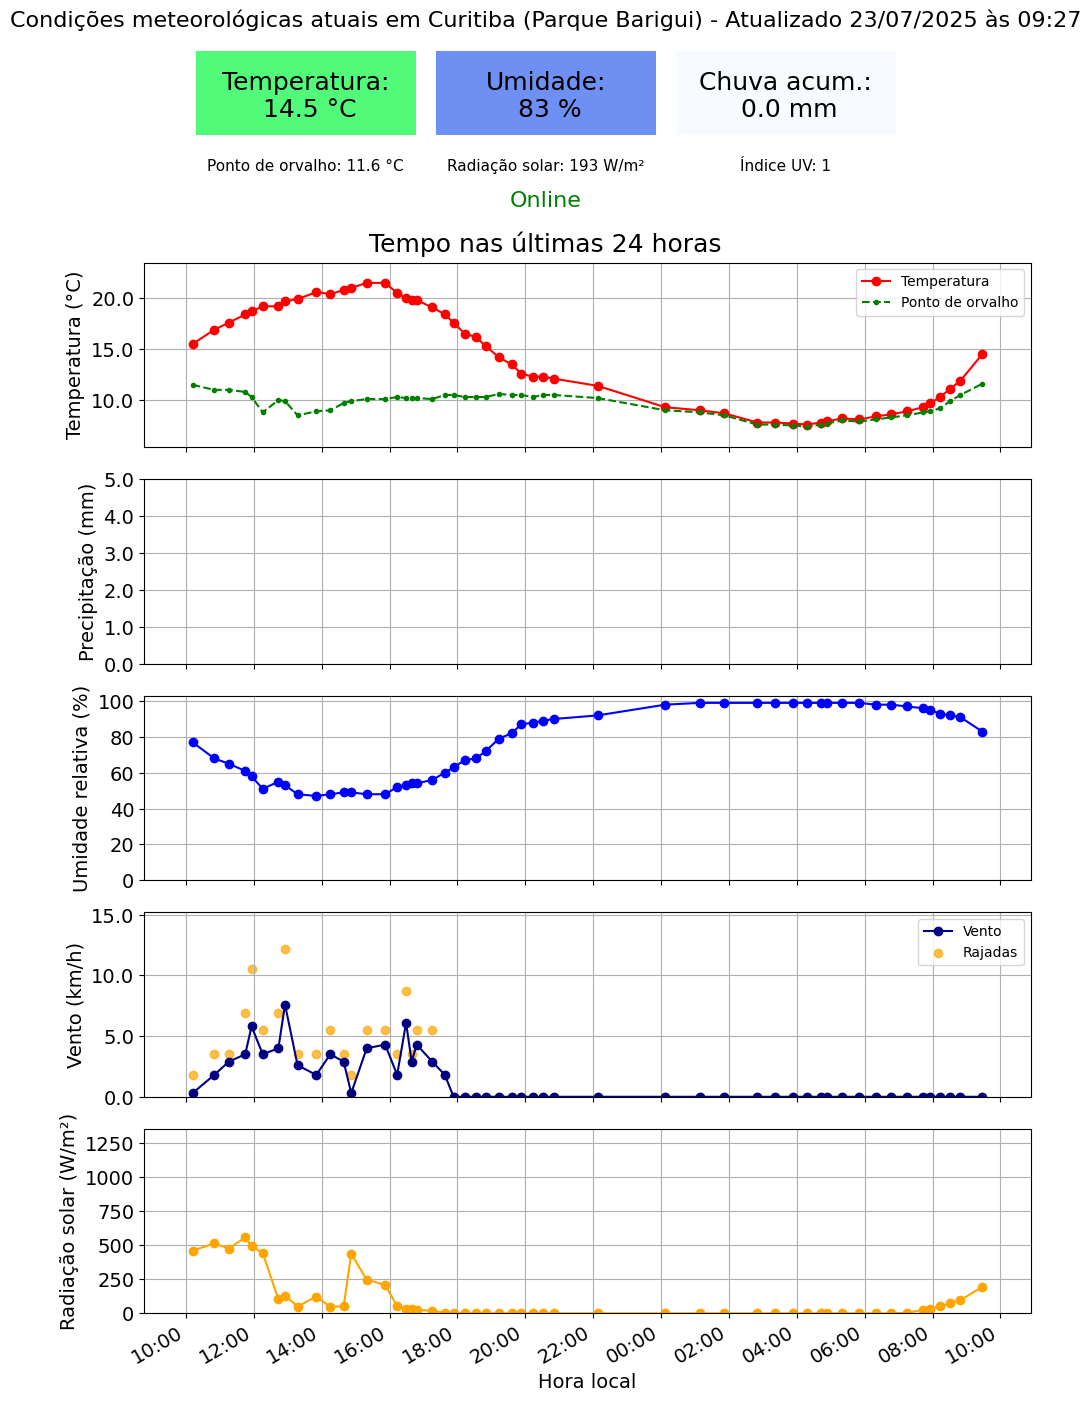 Condições meteorológicas atuais em Curitiba (Parque Barigui) - Atualizado 23/07/2025 às 09:27
Temperatura:
14.5 °C
Umidade:
83 %
Chuva acum.:
0.0 mm
Ponto de orvalho: 11.6 °C
Radiação solar: 193 W/m²
Índice UV: 1
Online
Tempo nas últimas 24 horas
Temperatura (°C)
20.0
15.0
10.0
Temperatura
Ponto de orvalho
Precipitação (mm)
5.0
4.0
3.0
2.0
1.0
0.0
Umidade relativa (%)
100
80
60
40
20
0
Vento (km/h)
15.0
10.0
5.0
0.0
Vento
Rajadas
Radiação solar (W/m²)
1250
1000
750
500
250
0
10:00
12:00
14:00
16:00
18:00
20:00
22:00
00:00
02:00
04:00
06:00
08:00
10:00
Hora local